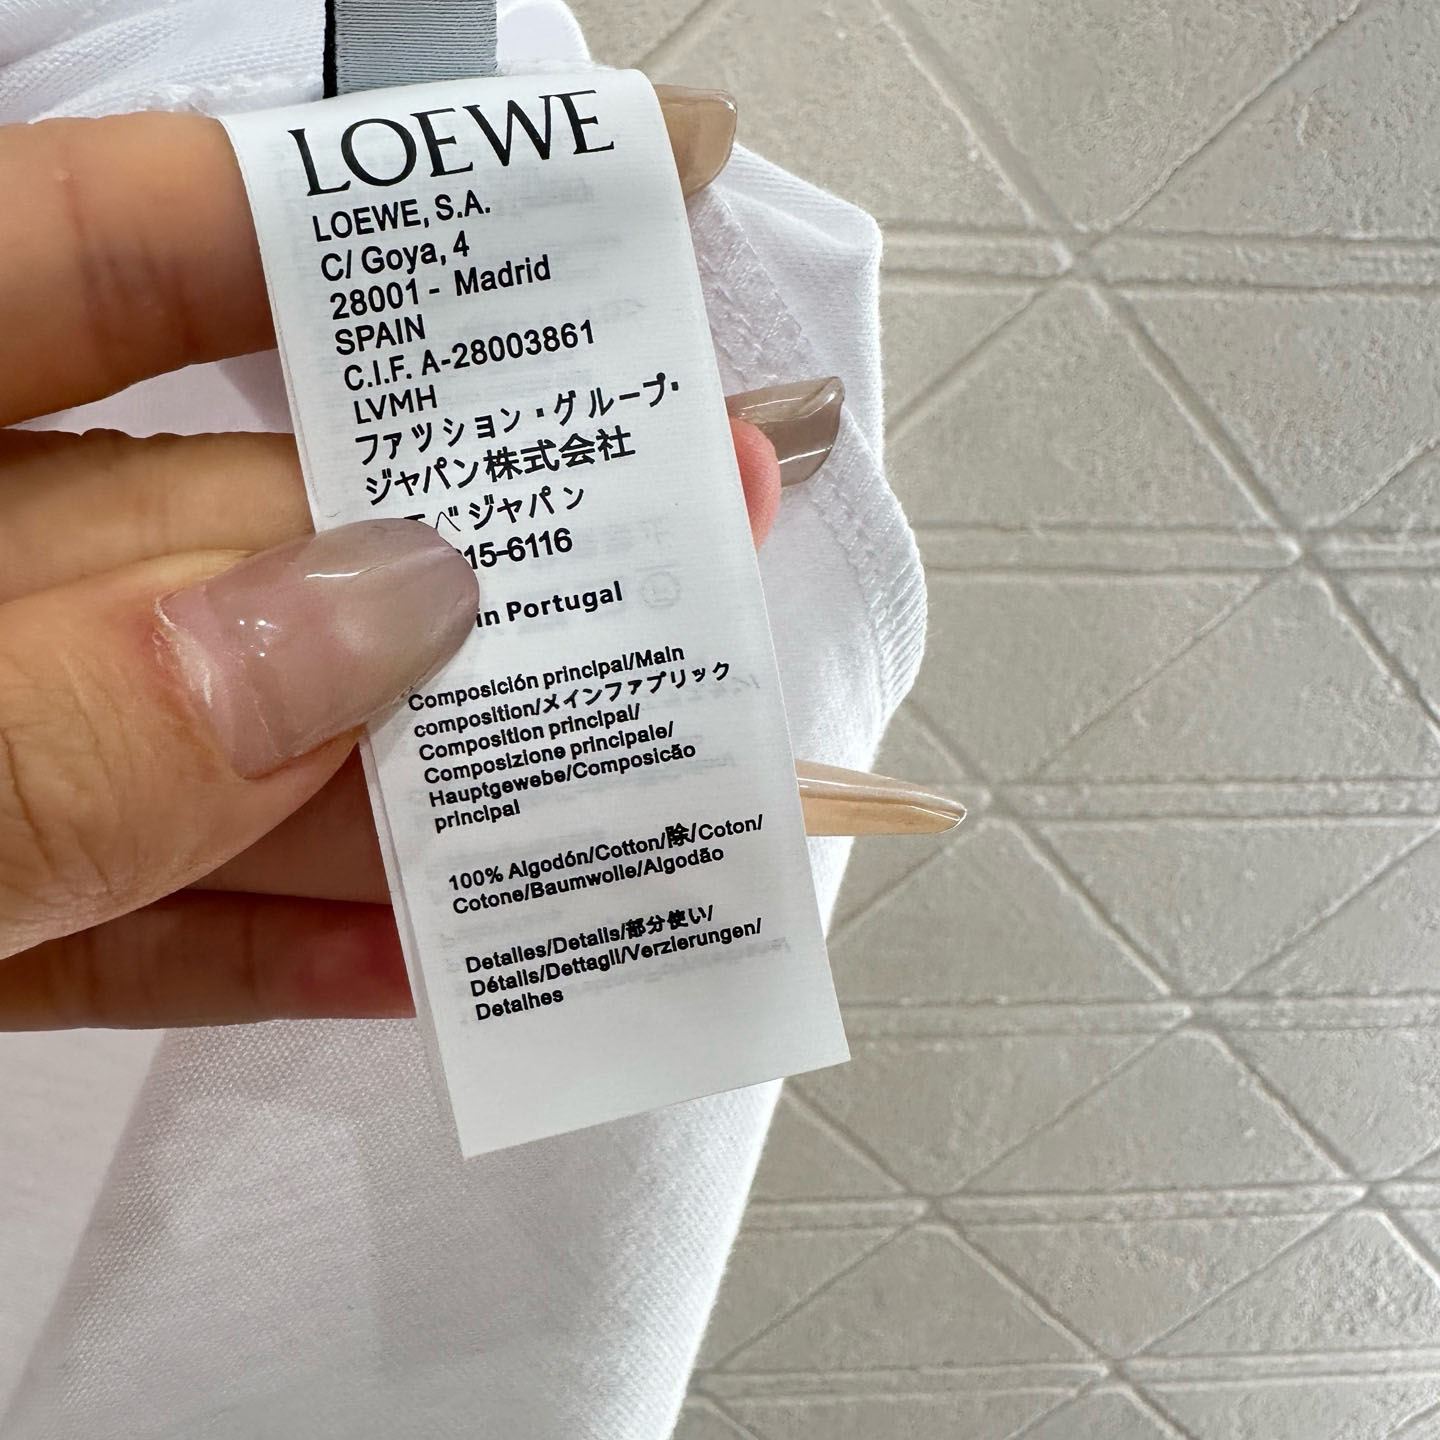 LOEWE
LOEWE, S.A.
C/ Goya, 4
28001 - Madrid
SPAIN
C.I.F. A-28003861
LVMH
ファツション・グループ・
ジャパン株式会社
ベジャパン
15-6116
in Portugal
Composición principal/Main
composition/メインファブリック
Composition principal/
Composizione principale/
Hauptgewebe/Composicão
principal
100% Algodón/Cotton/除/Coton/
Cotone/Baumwolle/Algodão
Detalles/Details/部分使い/
Détails/Dettagli/Verzierungen/
Detalhes